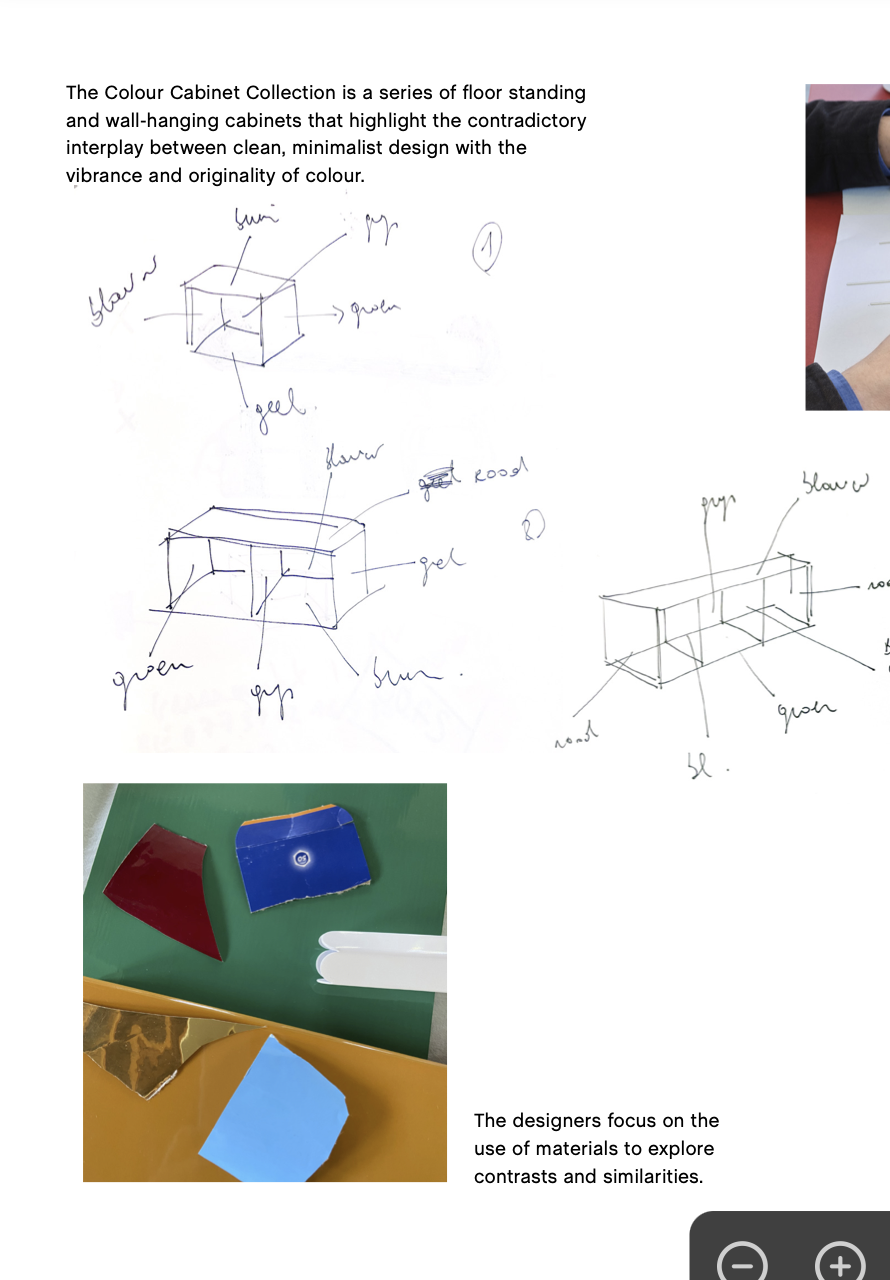 The Colour Cabinet Collection is a series of floor standing
and wall-hanging cabinets that highlight the contradictory
interplay between clean, minimalist design with the
vibrance and originality of colour.
bruin
1
blauw
groen
geel.
blauw
Rood
2)
geel
groen
bruin.
blauw
rood
bl.
groen
The designers focus on the
use of materials to explore
contrasts and similarities.